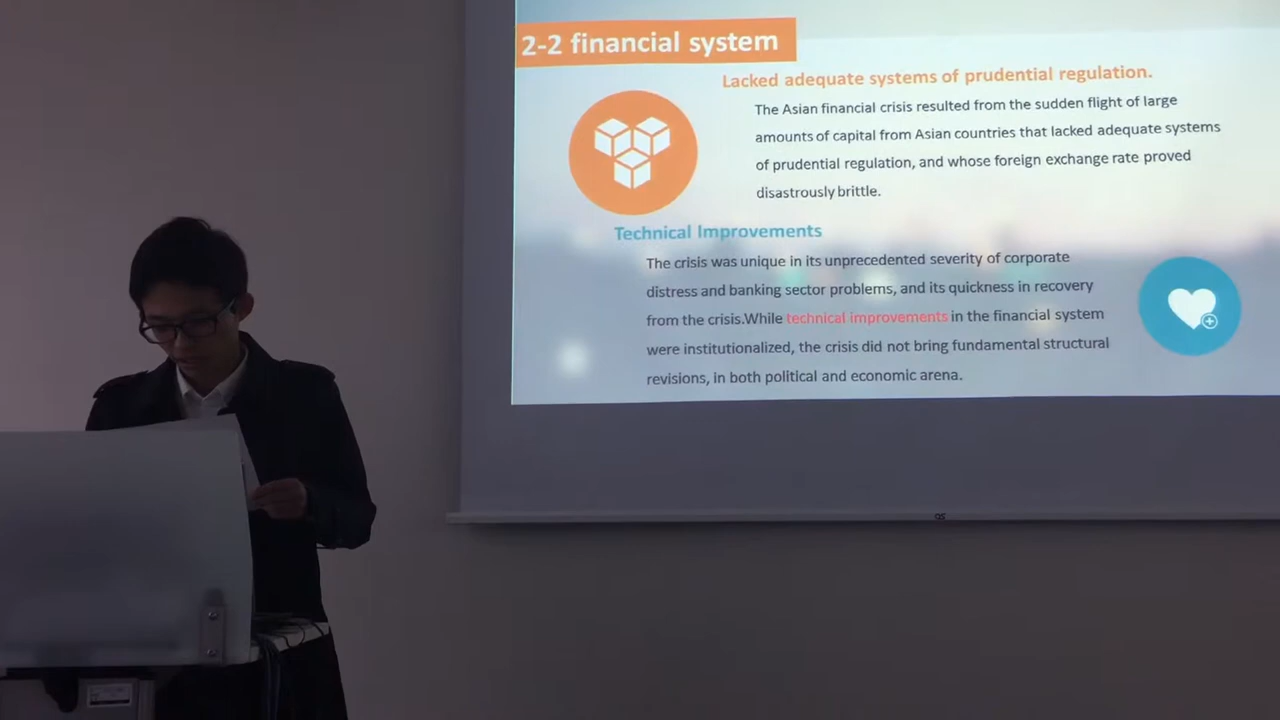 2-2 financial system
Lacked adequate systems of prudential regulation.
The Asian financial crisis resulted from the sudden flight of large
amounts of capital from Asian countries that lacked adequate systems
of prudential regulation, and whose foreign exchange rate proved
disastrously brittle.
Technical Improvements
The crisis was unique in its unprecedented severity of corporate
distress and banking sector problems, and its quickness in recovery
from the crisis.While technical improvements in the financial system
were institutionalized, the crisis did not bring fundamental structural
revisions, in both political and economic arena.